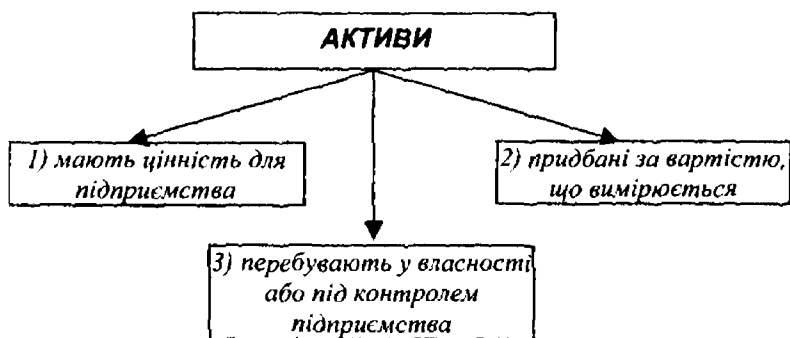 АКТИВИ
1) мають цінність для
підприємства
2) придбані за вартістю,
що вимірюється
3) перебувають у власності
або під контролем
підприємства